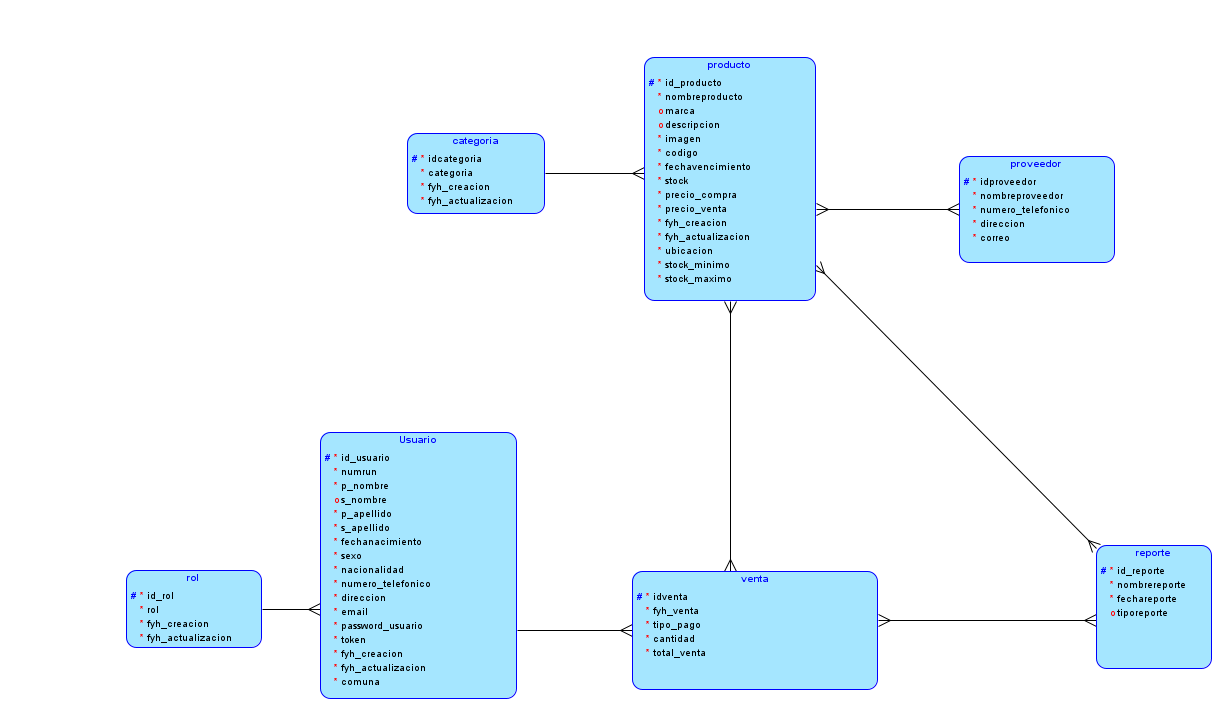 producto
# * id_producto
* nombreproducto
o marca
o descripcion
* imagen
* codigo
* fechavencimiento
* stock
* precio_compra
* precio_venta
* fyh_creacion
* fyh_actualizacion
* ubicacion
* stock_minimo
* stock_maximo
categoria
# * idcategoria
* categoria
* fyh_creacion
* fyh_actualizacion
proveedor
# * idproveedor
* nombreproveedor
* numero_telefonico
* direccion
* correo
Usuario
# * id_usuario
* numrun
* p_nombre
o s_nombre
* p_apellido
* s_apellido
* fechanacimiento
* sexo
* nacionalidad
* numero_telefonico
* direccion
* email
* password_usuario
* token
* fyh_creacion
* fyh_actualizacion
* comuna
rol
# * id_rol
* rol
* fyh_creacion
* fyh_actualizacion
venta
# * idventa
* fyh_venta
* tipo_pago
* cantidad
* total_venta
reporte
# * id_reporte
* nombrereporte
* fechareporte
o tiporeporte